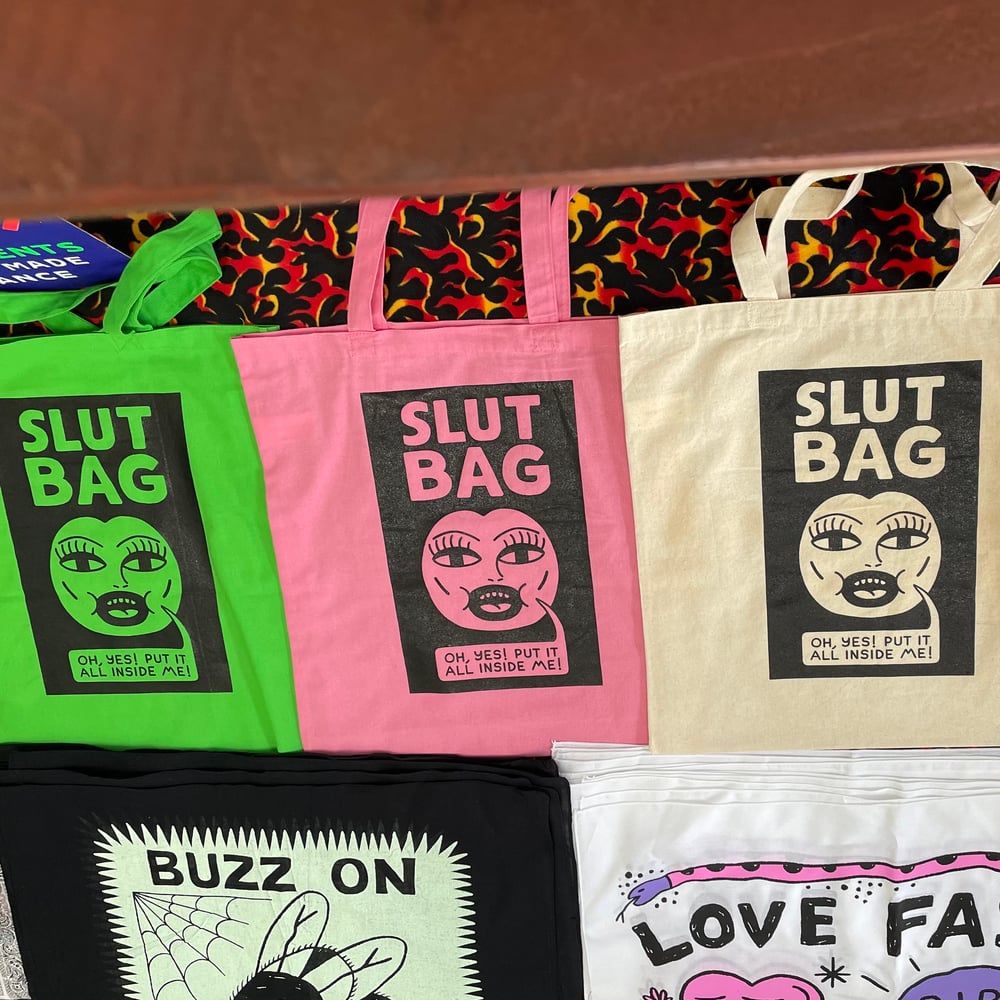 ENTS
MADE
ANCE
SLUT
BAG
OH, YES! PUT IT
ALL INSIDE ME!
SLUT
BAG
OH, YES! PUT IT
ALL INSIDE ME!
SLUT
BAG
OH, YES! PUT IT
ALL INSIDE ME!
BUZZ ON
LOVE FAS